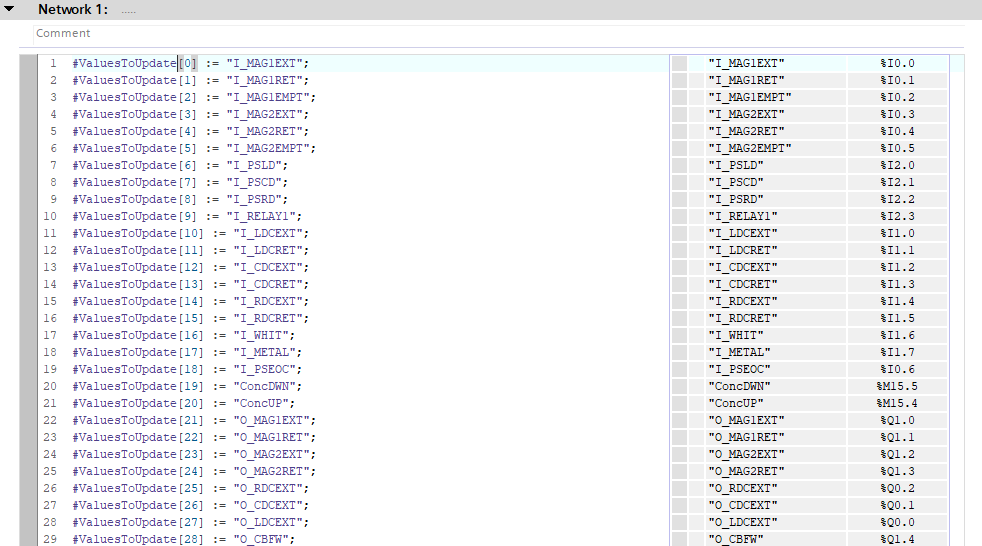 Network 1: .....
Comment
1 #ValuesToUpdate[0] := "I_MAG1EXT"; "I_MAG1EXT" %I0.0
2 #ValuesToUpdate[1] := "I_MAG1RET"; "I_MAG1RET" %I0.1
3 #ValuesToUpdate[2] := "I_MAG1EMPT"; "I_MAG1EMPT" %I0.2
4 #ValuesToUpdate[3] := "I_MAG2EXT"; "I_MAG2EXT" %I0.3
5 #ValuesToUpdate[4] := "I_MAG2RET"; "I_MAG2RET" %I0.4
6 #ValuesToUpdate[5] := "I_MAG2EMPT"; "I_MAG2EMPT" %I0.5
7 #ValuesToUpdate[6] := "I_PSLD"; "I_PSLD" %I2.0
8 #ValuesToUpdate[7] := "I_PSCD"; "I_PSCD" %I2.1
9 #ValuesToUpdate[8] := "I_PSRD"; "I_PSRD" %I2.2
10 #ValuesToUpdate[9] := "I_RELAY1"; "I_RELAY1" %I2.3
11 #ValuesToUpdate[10] := "I_LDCEXT"; "I_LDCEXT" %I1.0
12 #ValuesToUpdate[11] := "I_LDCRET"; "I_LDCRET" %I1.1
13 #ValuesToUpdate[12] := "I_CDCEXT"; "I_CDCEXT" %I1.2
14 #ValuesToUpdate[13] := "I_CDCRET"; "I_CDCRET" %I1.3
15 #ValuesToUpdate[14] := "I_RDCEXT"; "I_RDCEXT" %I1.4
16 #ValuesToUpdate[15] := "I_RDCRET"; "I_RDCRET" %I1.5
17 #ValuesToUpdate[16] := "I_WHIT"; "I_WHIT" %I1.6
18 #ValuesToUpdate[17] := "I_METAL"; "I_METAL" %I1.7
19 #ValuesToUpdate[18] := "I_PSEOC"; "I_PSEOC" %I0.6
20 #ValuesToUpdate[19] := "ConcDWN"; "ConcDWN" %M15.5
21 #ValuesToUpdate[20] := "ConcUP"; "ConcUP" %M15.4
22 #ValuesToUpdate[21] := "O_MAG1EXT"; "O_MAG1EXT" %Q1.0
23 #ValuesToUpdate[22] := "O_MAG1RET"; "O_MAG1RET" %Q1.1
24 #ValuesToUpdate[23] := "O_MAG2EXT"; "O_MAG2EXT" %Q1.2
25 #ValuesToUpdate[24] := "O_MAG2RET"; "O_MAG2RET" %Q1.3
26 #ValuesToUpdate[25] := "O_RDCEXT"; "O_RDCEXT" %Q0.2
27 #ValuesToUpdate[26] := "O_CDCEXT"; "O_CDCEXT" %Q0.1
28 #ValuesToUpdate[27] := "O_LDCEXT"; "O_LDCEXT" %Q0.0
29 #ValuesToUpdate[28] := "O_CBFW"; "O_CBFW" %Q1.4